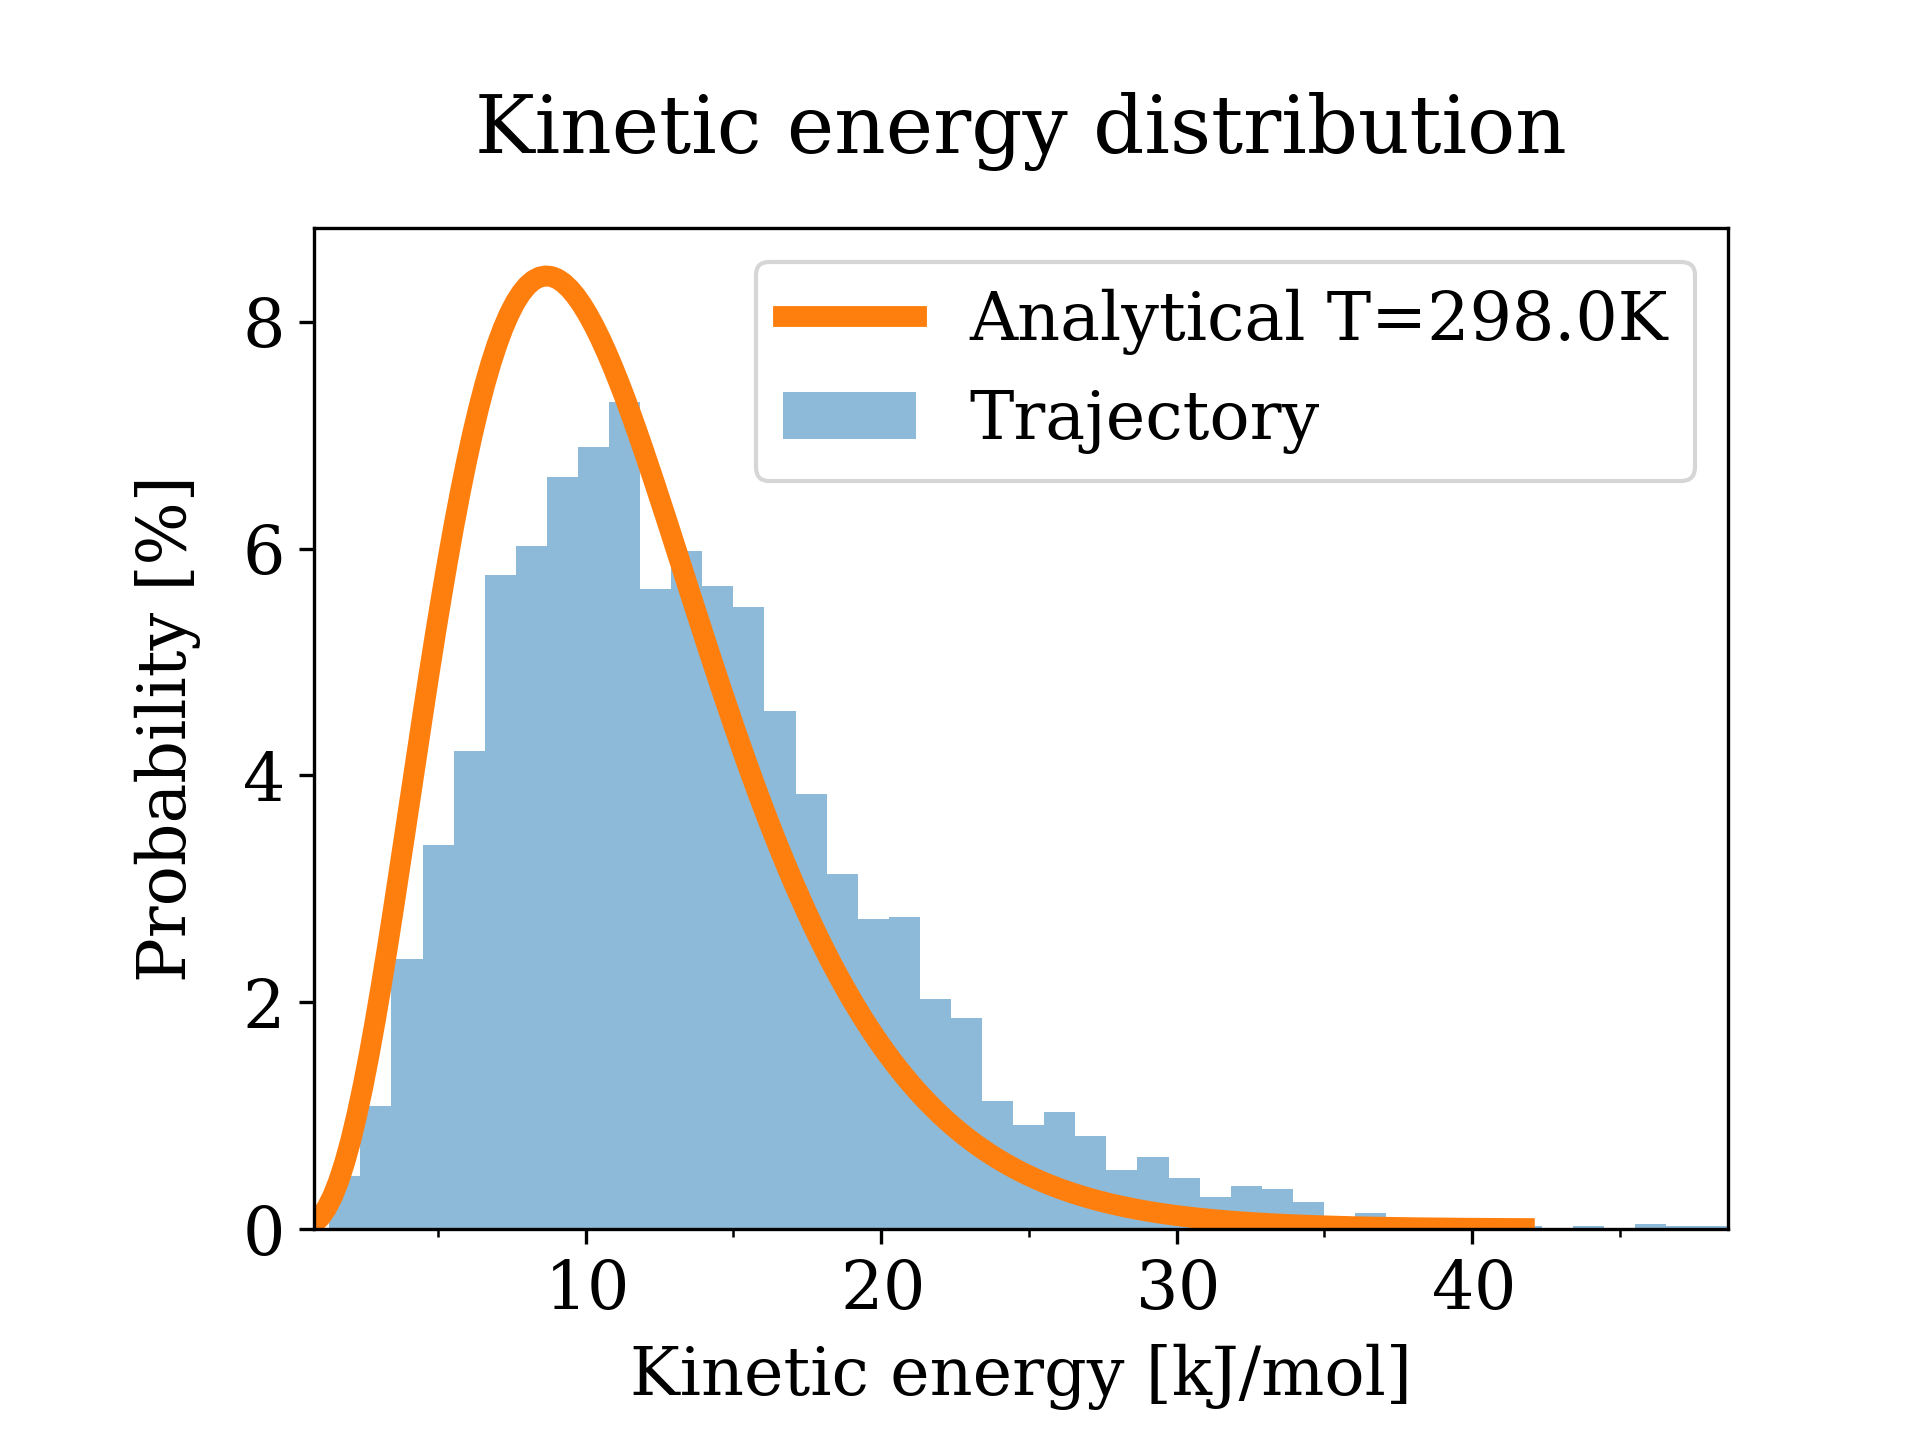 Kinetic energy distribution
Analytical T=298.0K
Trajectory
Probability [%]
8
6
4
2
0
10 20 30 40
Kinetic energy [kJ/mol]